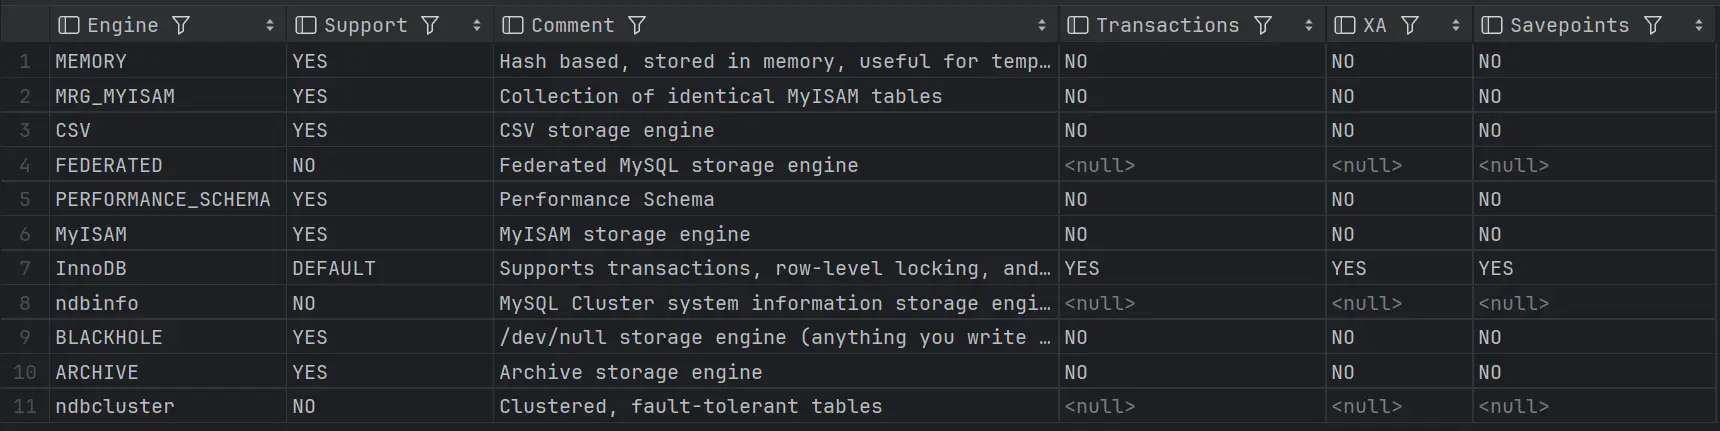 Engine Support Comment Transactions XA Savepoints
1 MEMORY YES Hash based, stored in memory, useful for temp… NO NO NO
2 MRG_MYISAM YES Collection of identical MyISAM tables NO NO NO
3 CSV YES CSV storage engine NO NO NO
4 FEDERATED NO Federated MySQL storage engine <null> <null> <null>
5 PERFORMANCE_SCHEMA YES Performance Schema NO NO NO
6 MyISAM YES MyISAM storage engine NO NO NO
7 InnoDB DEFAULT Supports transactions, row-level locking, and… YES YES YES
8 ndbinfo NO MySQL Cluster system information storage engi… <null> <null> <null>
9 BLACKHOLE YES /dev/null storage engine (anything you write … NO NO NO
10 ARCHIVE YES Archive storage engine NO NO NO
11 ndbcluster NO Clustered, fault-tolerant tables <null> <null> <null>